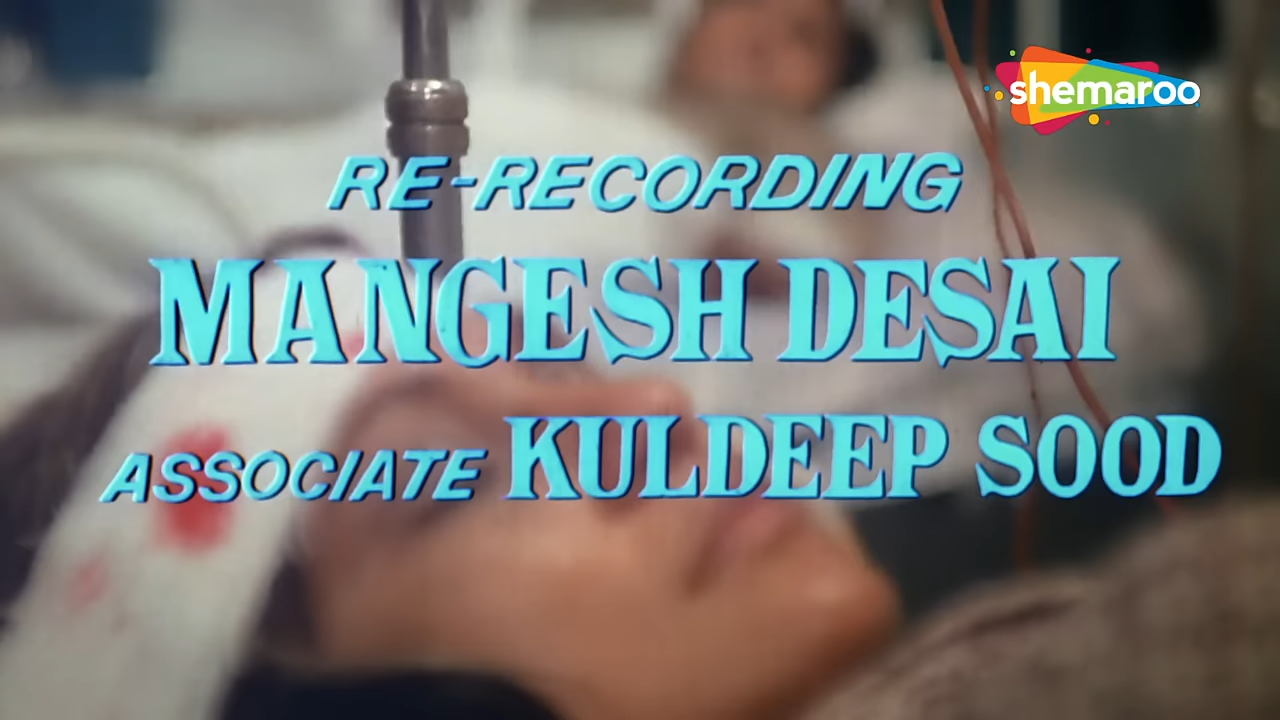 shemaroo
RE-RECORDING
MANGESH DESAI
ASSOCIATE KULDEEP SOOD